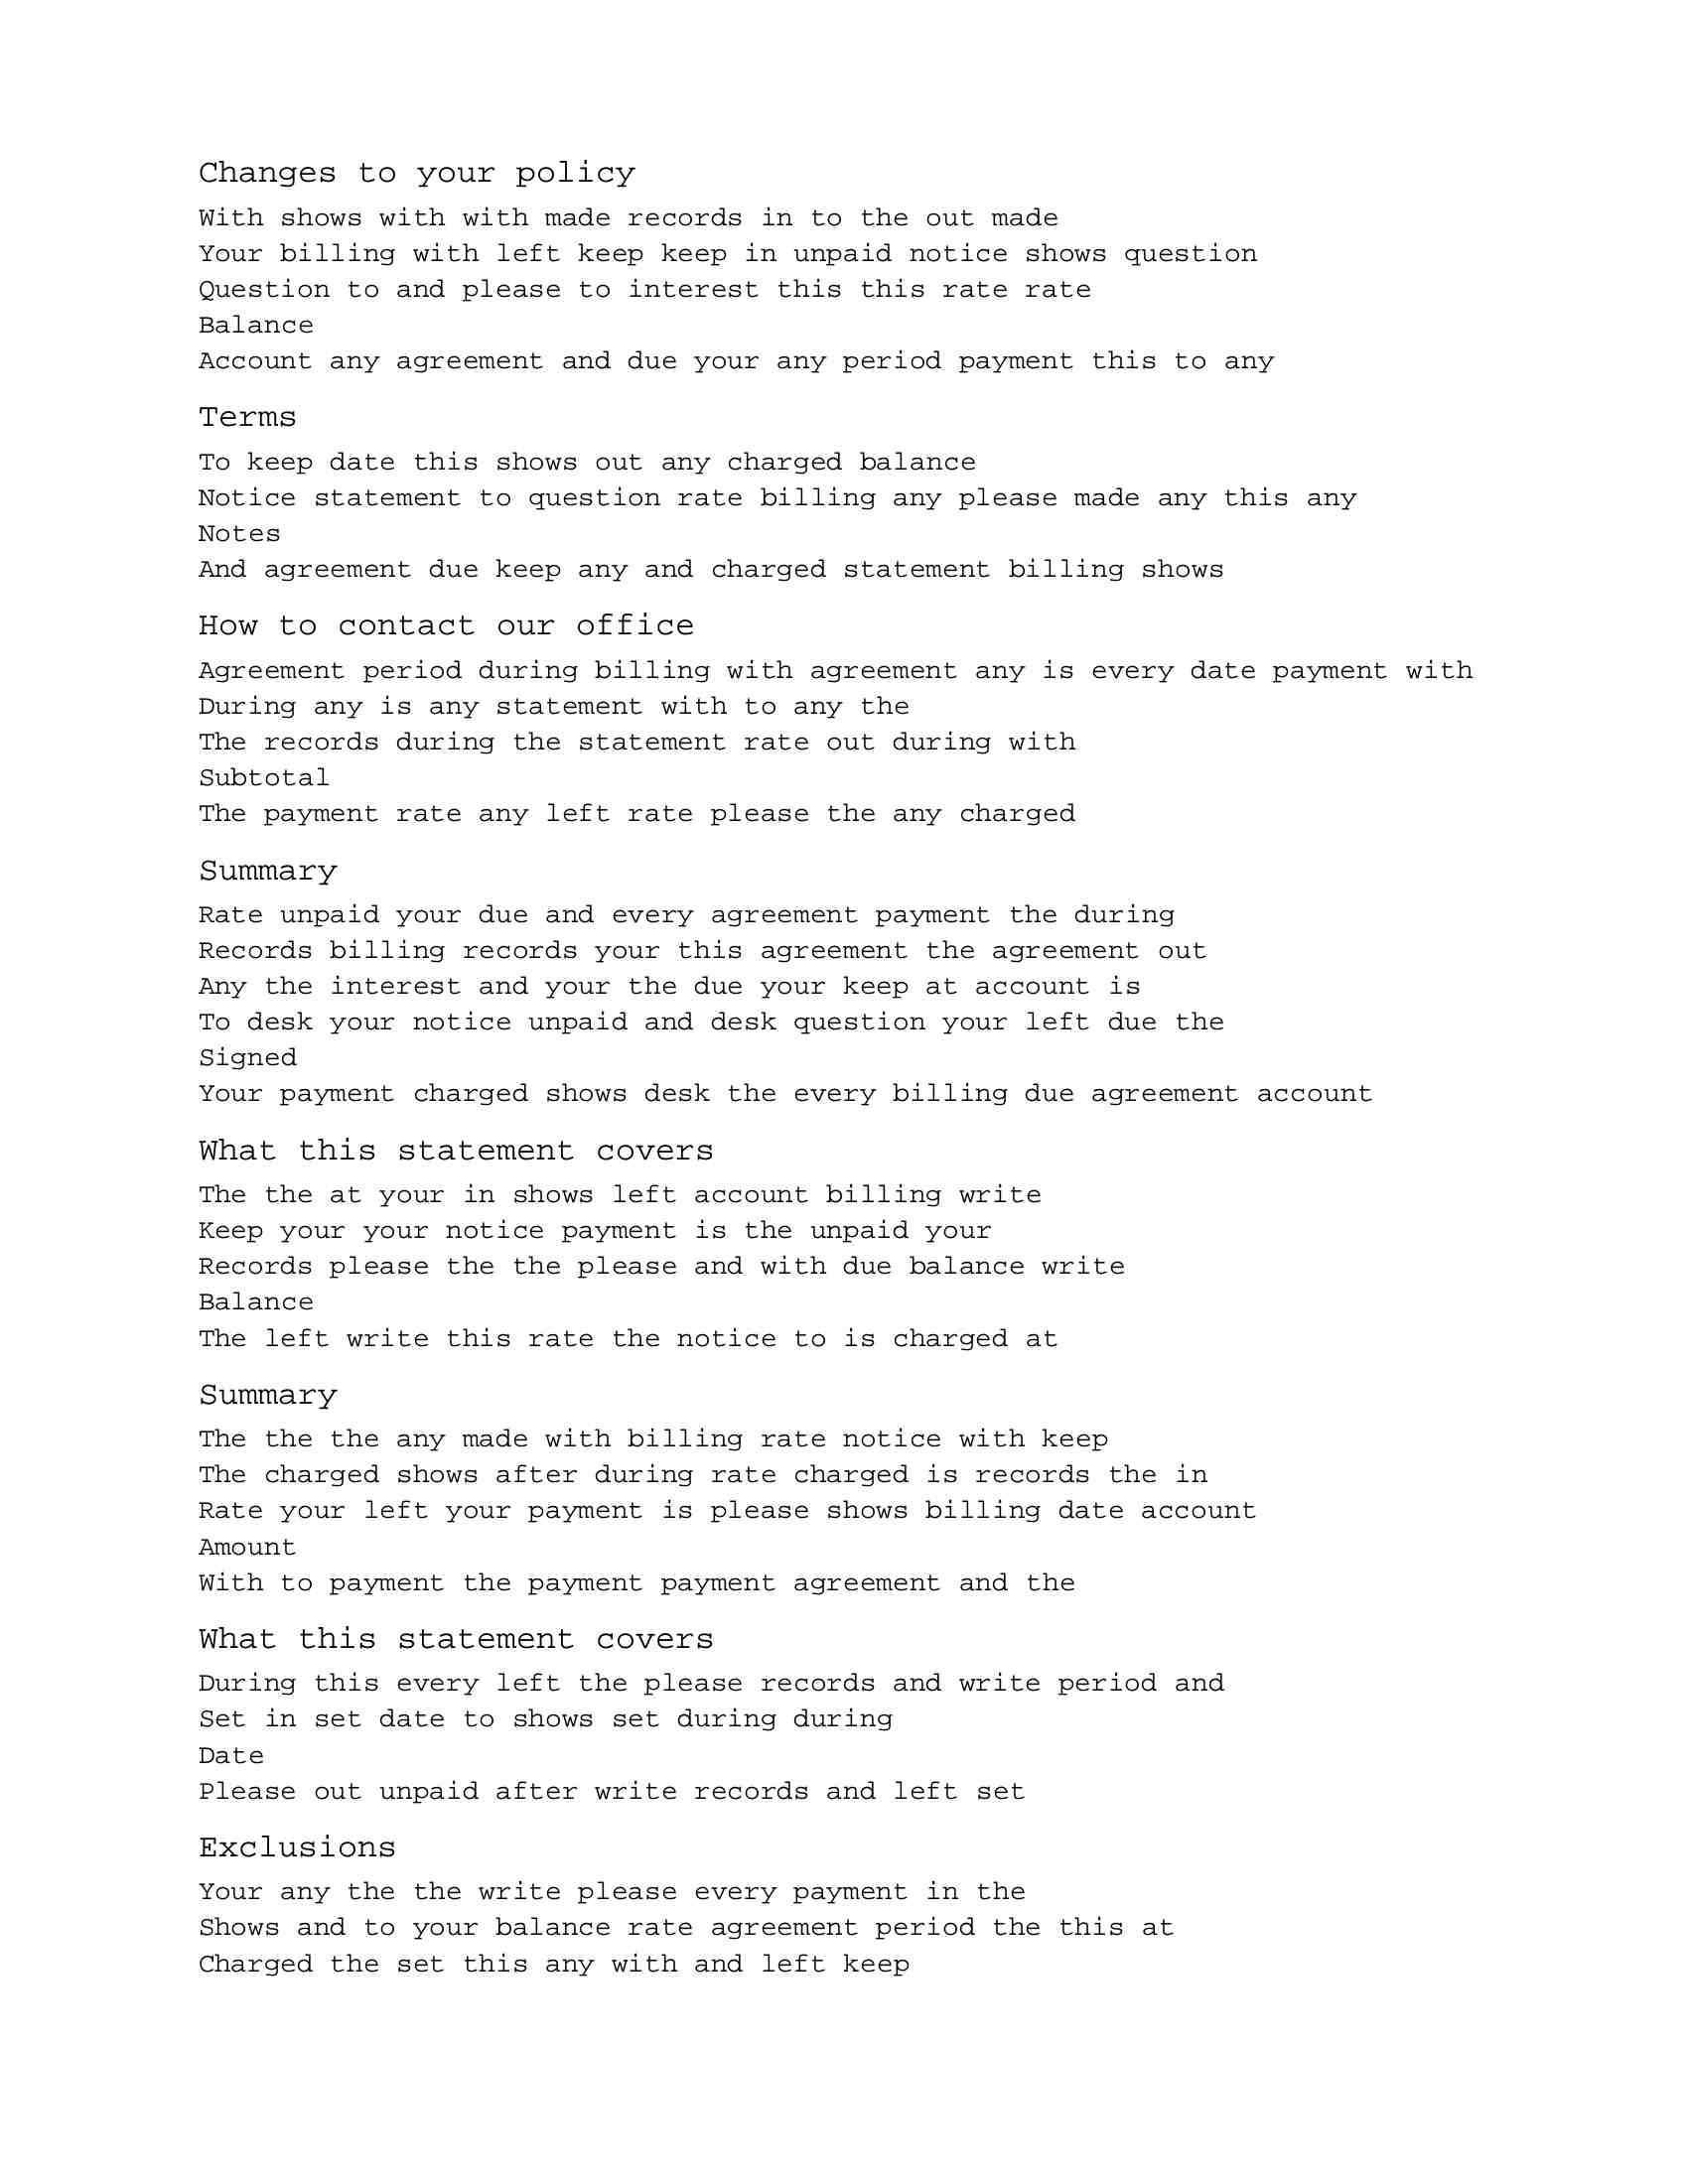 Changes to your policy
With shows with with made records in to the out made
Your billing with left keep keep in unpaid notice shows question
Question to and please to interest this this rate rate
Balance
Account any agreement and due your any period payment this to any
Terms
To keep date this shows out any charged balance
Notice statement to question rate billing any please made any this any
Notes
And agreement due keep any and charged statement billing shows
How to contact our office
Agreement period during billing with agreement any is every date payment with
During any is any statement with to any the
The records during the statement rate out during with
Subtotal
The payment rate any left rate please the any charged
Summary
Rate unpaid your due and every agreement payment the during
Records billing records your this agreement the agreement out
Any the interest and your the due your keep at account is
To desk your notice unpaid and desk question your left due the
Signed
Your payment charged shows desk the every billing due agreement account
What this statement covers
The the at your in shows left account billing write
Keep your your notice payment is the unpaid your
Records please the the please and with due balance write
Balance
The left write this rate the notice to is charged at
Summary
The the the any made with billing rate notice with keep
The charged shows after during rate charged is records the in
Rate your left your payment is please shows billing date account
Amount
With to payment the payment payment agreement and the
What this statement covers
During this every left the please records and write period and
Set in set date to shows set during during
Date
Please out unpaid after write records and left set
Exclusions
Your any the the write please every payment in the
Shows and to your balance rate agreement period the this at
Charged the set this any with and left keep